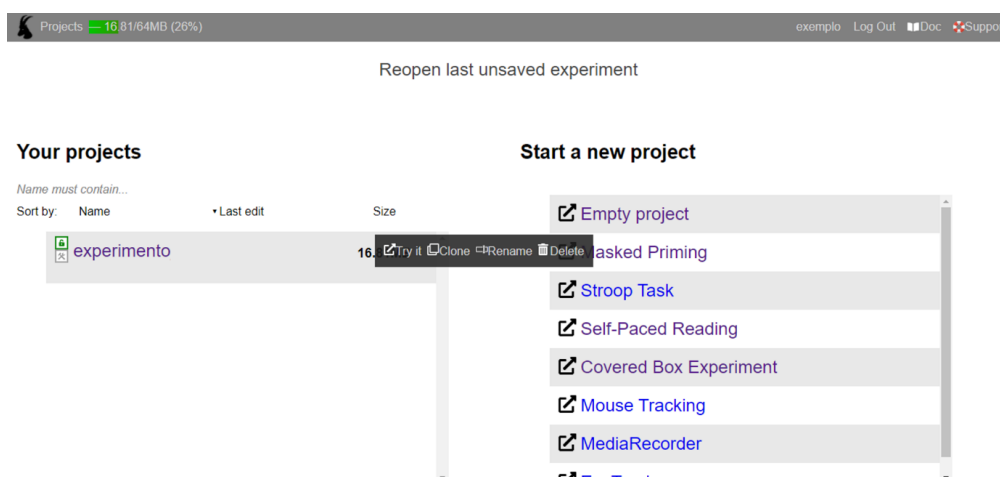 Projects — 16.81/64MB (26%)
exemplo Log Out Doc
Reopen last unsaved experiment
Your projects
Start a new project
Name must contain...
Sort by: Name ▾Last edit Size
experimento
Try it Clone Rename Delete
Empty project
Masked Priming
Stroop Task
Self-Paced Reading
Covered Box Experiment
Mouse Tracking
MediaRecorder